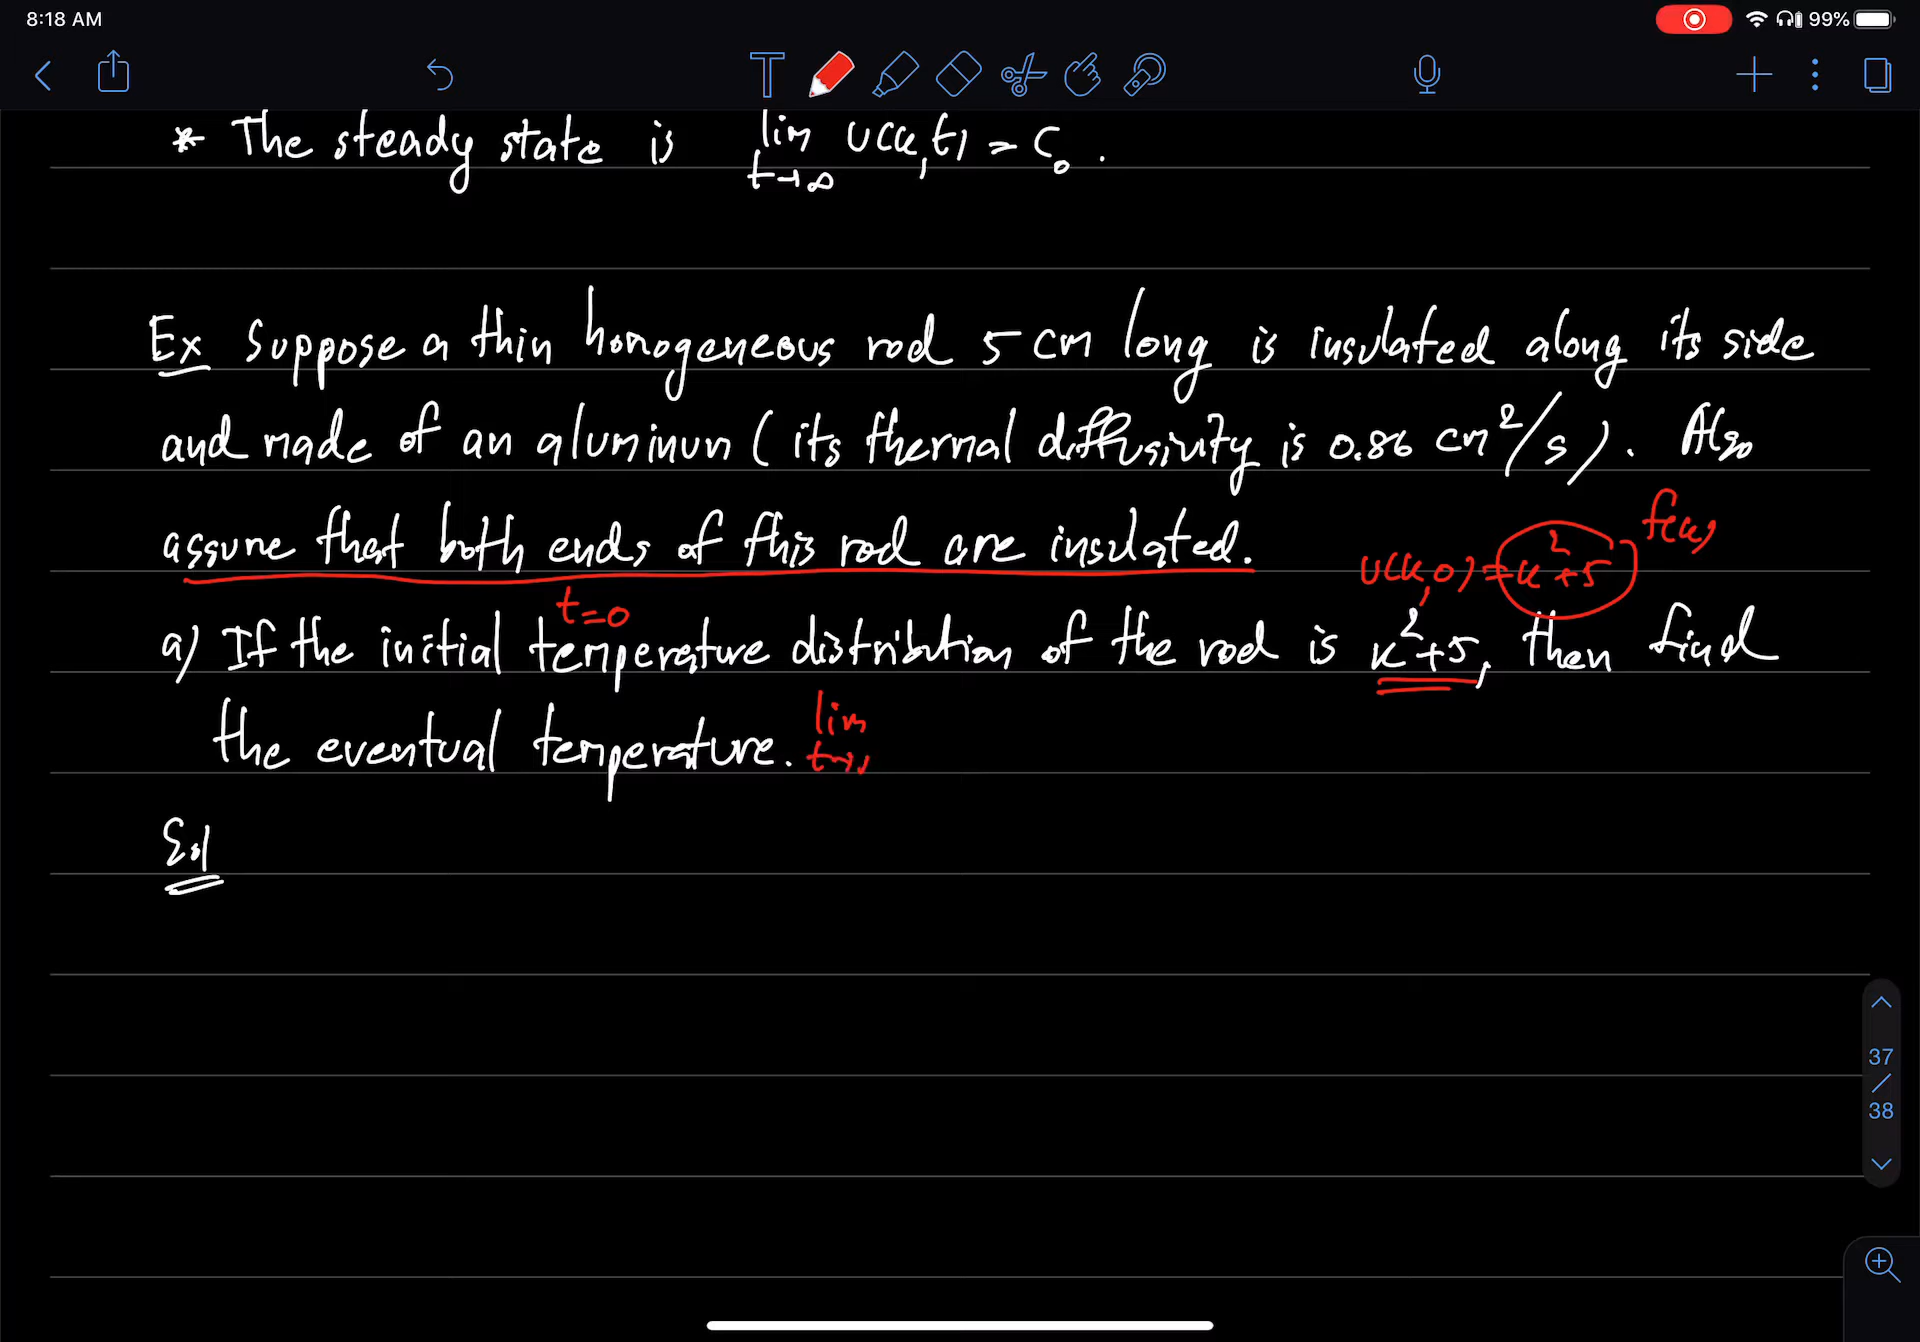 8:18 AM
99%
* The steady state is lim t→∞ u(x,t) = C₀.
Ex Suppose a thin homogeneous rod 5 cm long is insulated along its side
and made of an aluminum (its thermal diffusivity is 0.86 cm²/s). Also
assume that both ends of this rod are insulated.
u(x,0) = x²+5 f(x)
t=0
a) If the initial temperature distribution of the rod is x²+5, then find
the eventual temperature. lim t→
Sol
37
/
38